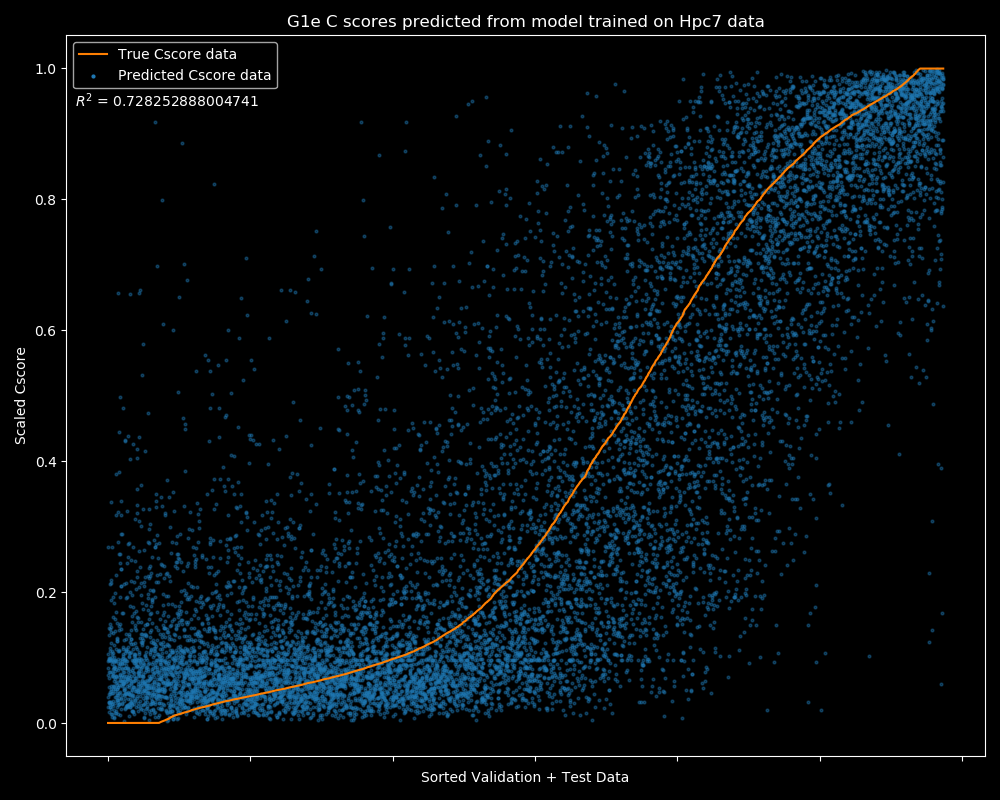 G1e C scores predicted from model trained on Hpc7 data
True Cscore data
Predicted Cscore data
R² = 0.728252888004741
1.0
0.8
0.6
0.4
0.2
0.0
Scaled Cscore
Sorted Validation + Test Data